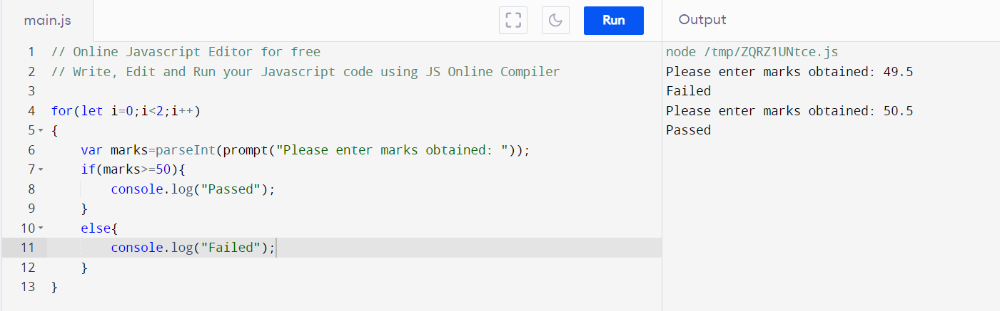 main.js
Run
Output
1 // Online Javascript Editor for free
2 // Write, Edit and Run your Javascript code using JS Online Compiler
3
4 for(let i=0;i<2;i++)
5 {
6     var marks=parseInt(prompt("Please enter marks obtained: "));
7     if(marks>=50){
8         console.log("Passed");
9     }
10     else{
11         console.log("Failed");
12     }
13 }
node /tmp/ZQRZ1UNtce.js
Please enter marks obtained: 49.5
Failed
Please enter marks obtained: 50.5
Passed